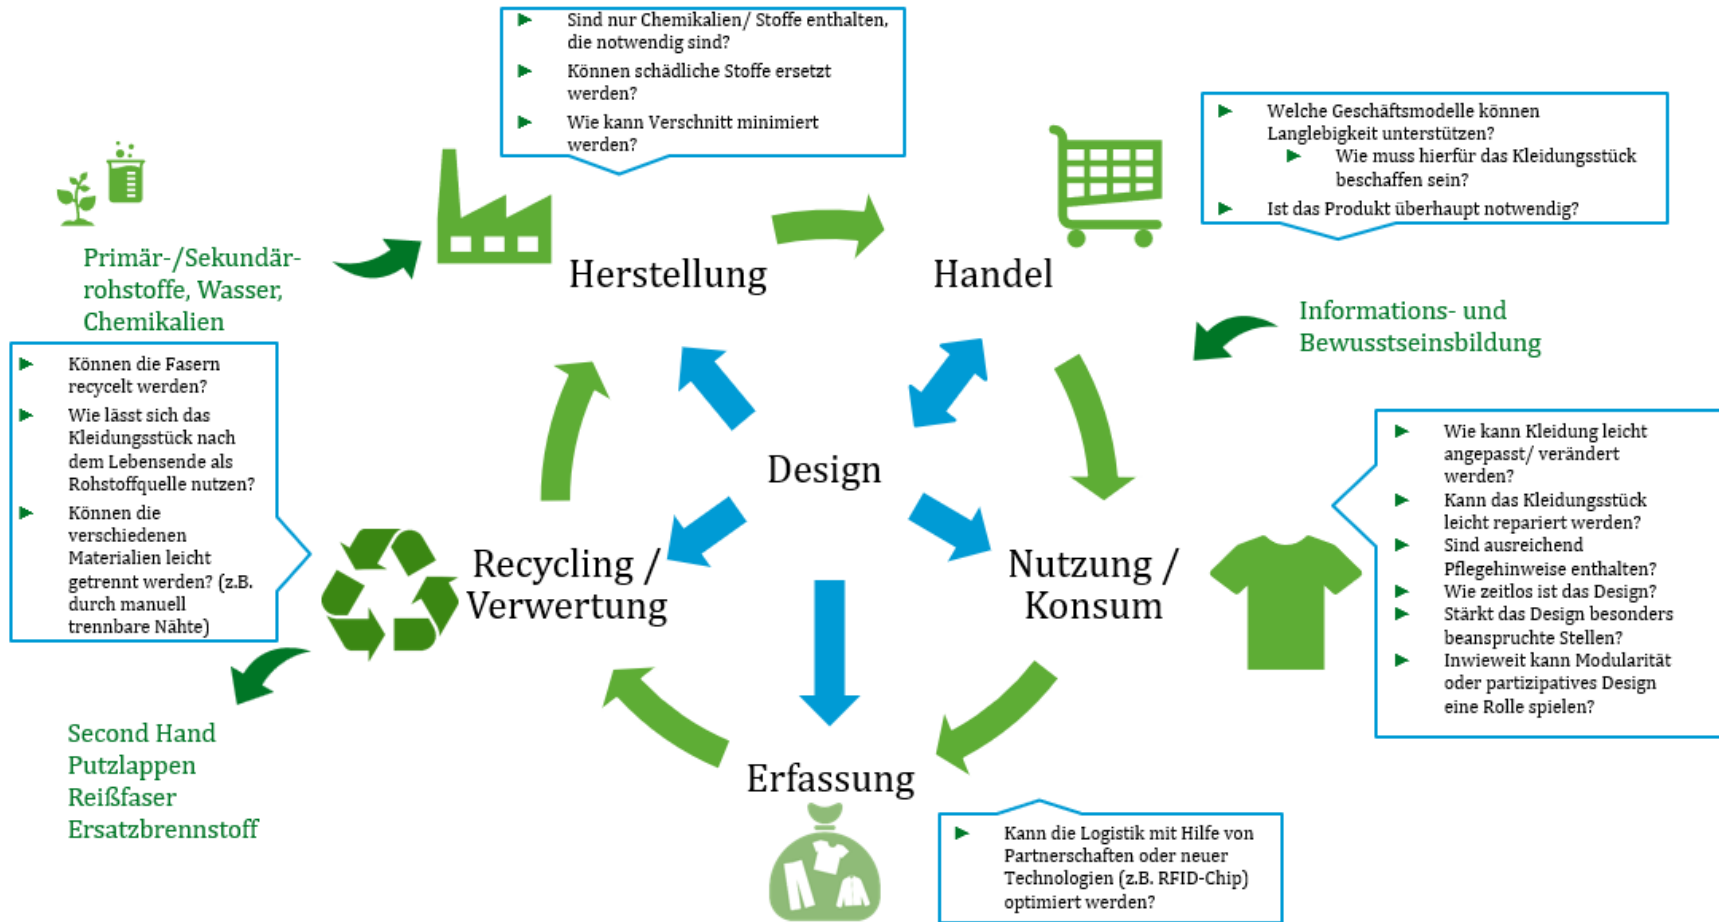 Sind nur Chemikalien/ Stoffe enthalten,
die notwendig sind?
Können schädliche Stoffe ersetzt
werden?
Wie kann Verschnitt minimiert
werden?
Welche Geschäftsmodelle können
Langlebigkeit unterstützen?
Wie muss hierfür das Kleidungsstück
beschaffen sein?
Ist das Produkt überhaupt notwendig?
Primär-/Sekundär-
rohstoffe, Wasser,
Chemikalien
Herstellung
Handel
Informations- und
Bewusstseinsbildung
Können die Fasern
recycelt werden?
Wie lässt sich das
Kleidungsstück nach
dem Lebensende als
Rohstoffquelle nutzen?
Können die
verschiedenen
Materialien leicht
getrennt werden? (z.B.
durch manuell
trennbare Nähte)
Design
Wie kann Kleidung leicht
angepasst/ verändert
werden?
Kann das Kleidungsstück
leicht repariert werden?
Sind ausreichend
Pflegehinweise enthalten?
Wie zeitlos ist das Design?
Stärkt das Design besonders
beanspruchte Stellen?
Inwieweit kann Modularität
oder partizipatives Design
eine Rolle spielen?
Recycling /
Verwertung
Nutzung /
Konsum
Second Hand
Putzlappen
Reißfaser
Ersatzbrennstoff
Erfassung
Kann die Logistik mit Hilfe von
Partnerschaften oder neuer
Technologien (z.B. RFID-Chip)
optimiert werden?